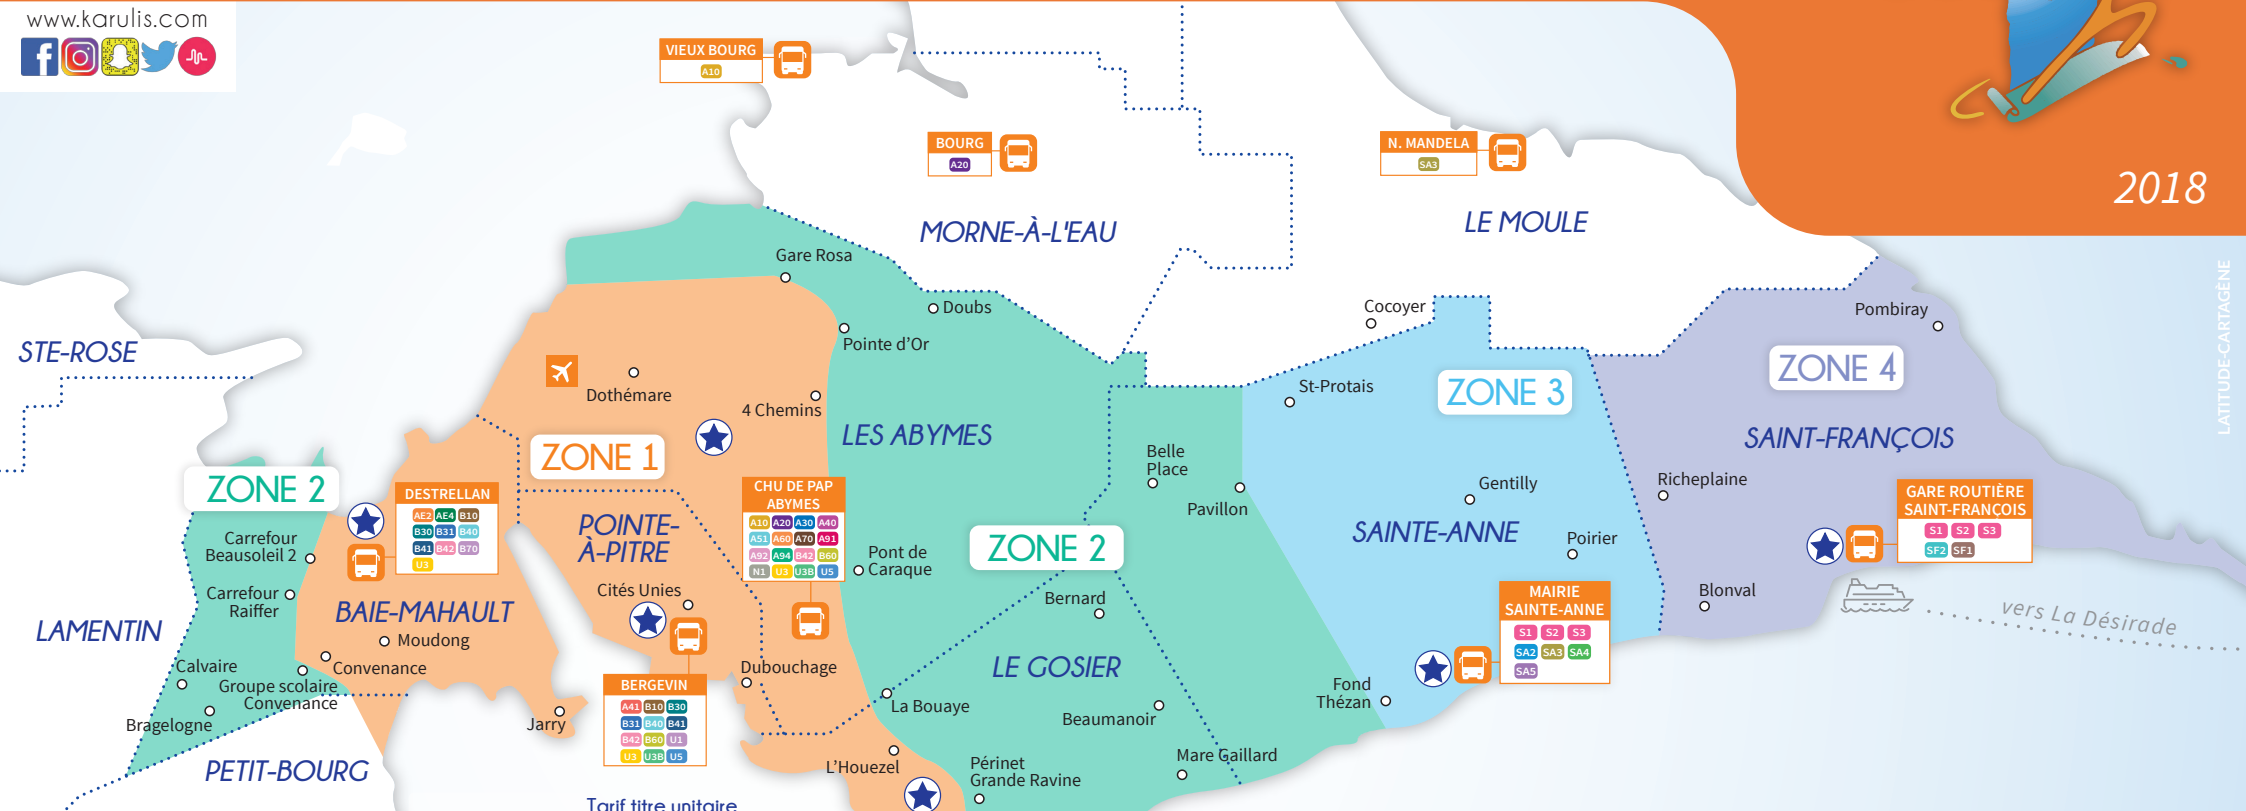 www.karulis.com
VIEUX BOURG
A10
BOURG
A20
N. MANDELA
SA3
2018
MORNE-À-L'EAU
LE MOULE
LATITUDE-CARTAGÈNE
Gare Rosa
Doubs
Pointe d'Or
Cocoyer
Pombiray
STE-ROSE
Dothémare
4 Chemins
St-Protais
ZONE 3
ZONE 4
LES ABYMES
SAINT-FRANÇOIS
ZONE 1
Belle
Place
Pavillon
Gentilly
Richeplaine
ZONE 2
DESTRELLAN
AE2 AE4 B10
B30 B31 B40
B41 B42 B70
U3
CHU DE PAP
ABYMES
A10 A20 A30 A40
A51 A60 A70 A91
A92 A94 B42 B60
N1 U3 U3B U5
GARE ROUTIÈRE
SAINT-FRANÇOIS
S1 S2 S3
SF2 SF1
POINTE-
À-PITRE
SAINTE-ANNE
Poirier
Carrefour
Beausoleil 2
ZONE 2
Pont de
Caraque
Carrefour
Raiffer
Cités Unies
Bernard
Blonval
MAIRIE
SAINTE-ANNE
S1 S2 S3
SA2 SA3 SA4
SA5
vers La Désirade
LAMENTIN
BAIE-MAHAULT
Moudong
Convenance
Calvaire
Groupe scolaire
Convenance
Bragelogne
Jarry
BERGEVIN
A41 B10 B30
B31 B40 B41
B42 B60 U1
U3 U3B U5
Dubouchage
LE GOSIER
La Bouaye
Beaumanoir
Fond
Thézan
PETIT-BOURG
L'Houezel
Périnet
Grande Ravine
Mare Gaillard
Tarif titre unitaire